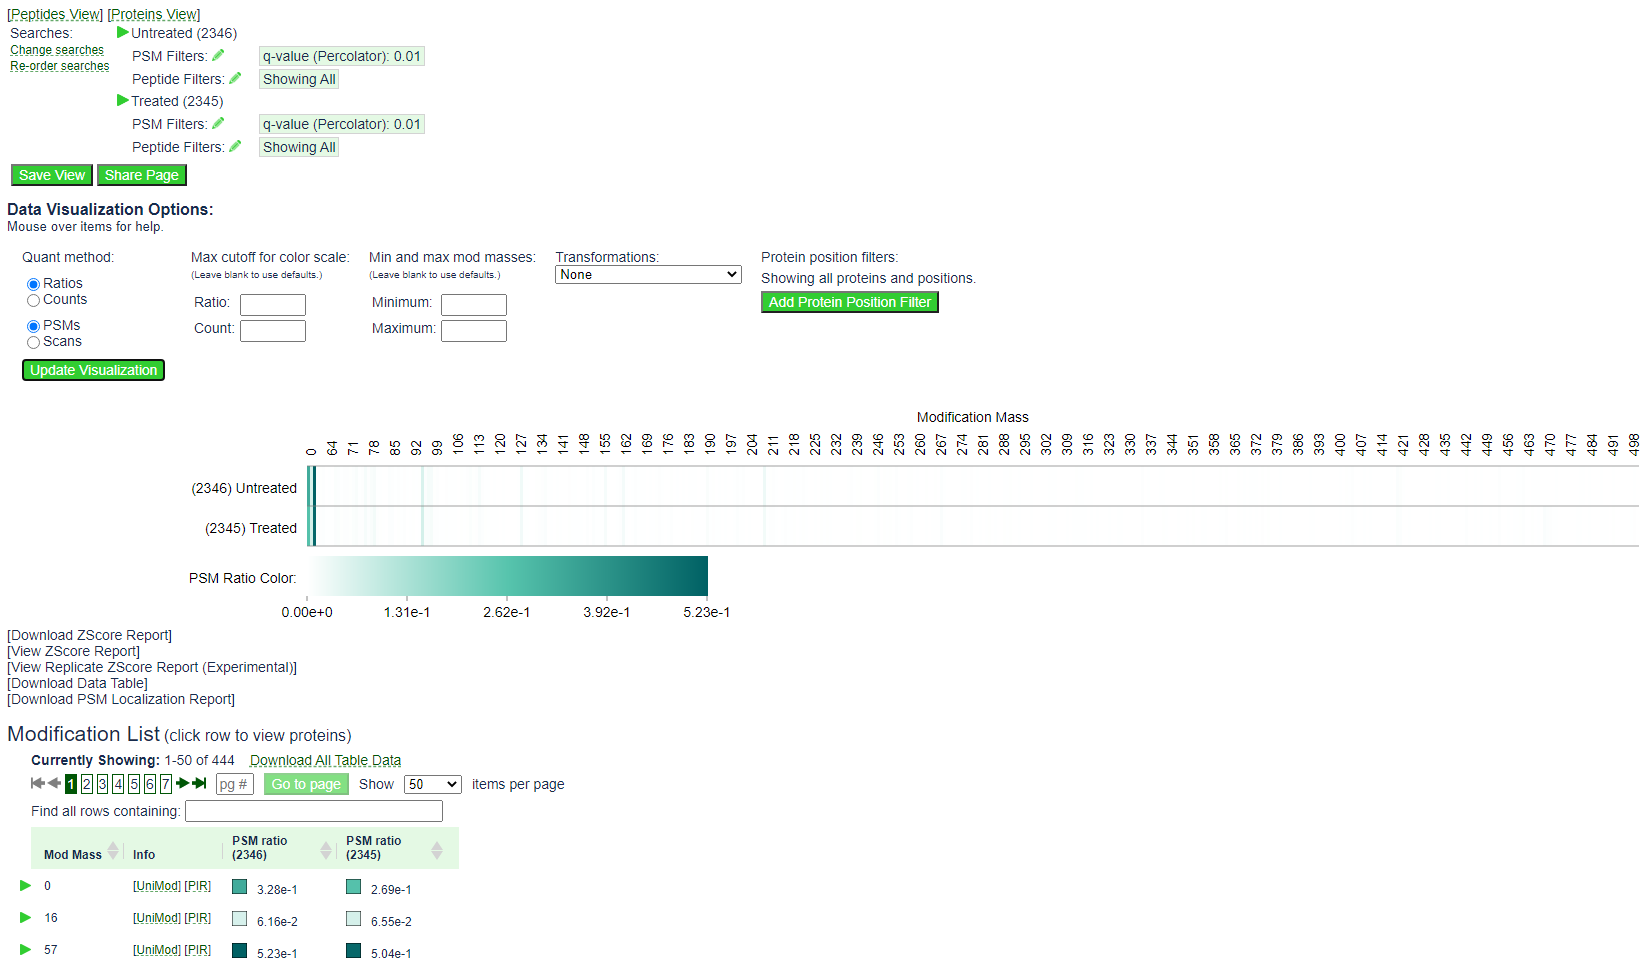 [Peptides View] [Proteins View]
Searches:
Change searches
Re-order searches
Untreated (2346)
PSM Filters:
q-value (Percolator): 0.01
Peptide Filters:
Showing All
Treated (2345)
PSM Filters:
q-value (Percolator): 0.01
Peptide Filters:
Showing All
Save View
Share Page
Data Visualization Options:
Mouse over items for help.
Quant method:
Ratios
Counts
PSMs
Scans
Max cutoff for color scale:
(Leave blank to use defaults.)
Ratio:
Count:
Min and max mod masses:
(Leave blank to use defaults.)
Minimum:
Maximum:
Transformations:
None
Protein position filters:
Showing all proteins and positions.
Add Protein Position Filter
Update Visualization
Modification Mass
0 64 71 78 85 92 99 106 113 120 127 134 141 148 155 162 169 176 183 190 197 204 211 218 225 232 239 246 253 260 267 274 281 288 295 302 309 316 323 330 337 344 351 358 365 372 379 386 393 400 407 414 421 428 435 442 449 456 463 470 477 484 491 498
(2346) Untreated
(2345) Treated
PSM Ratio Color:
0.00e+0 1.31e-1 2.62e-1 3.92e-1 5.23e-1
[Download ZScore Report]
[View ZScore Report]
[View Replicate ZScore Report (Experimental)]
[Download Data Table]
[Download PSM Localization Report]
Modification List (click row to view proteins)
Currently Showing: 1-50 of 444 Download All Table Data
1 2 3 4 5 6 7 pg # Go to page Show 50 items per page
Find all rows containing:
Mod Mass Info PSM ratio (2346) PSM ratio (2345)
0 [UniMod] [PIR] 3.28e-1 2.69e-1
16 [UniMod] [PIR] 6.16e-2 6.55e-2
57 [UniMod] [PIR] 5.23e-1 5.04e-1